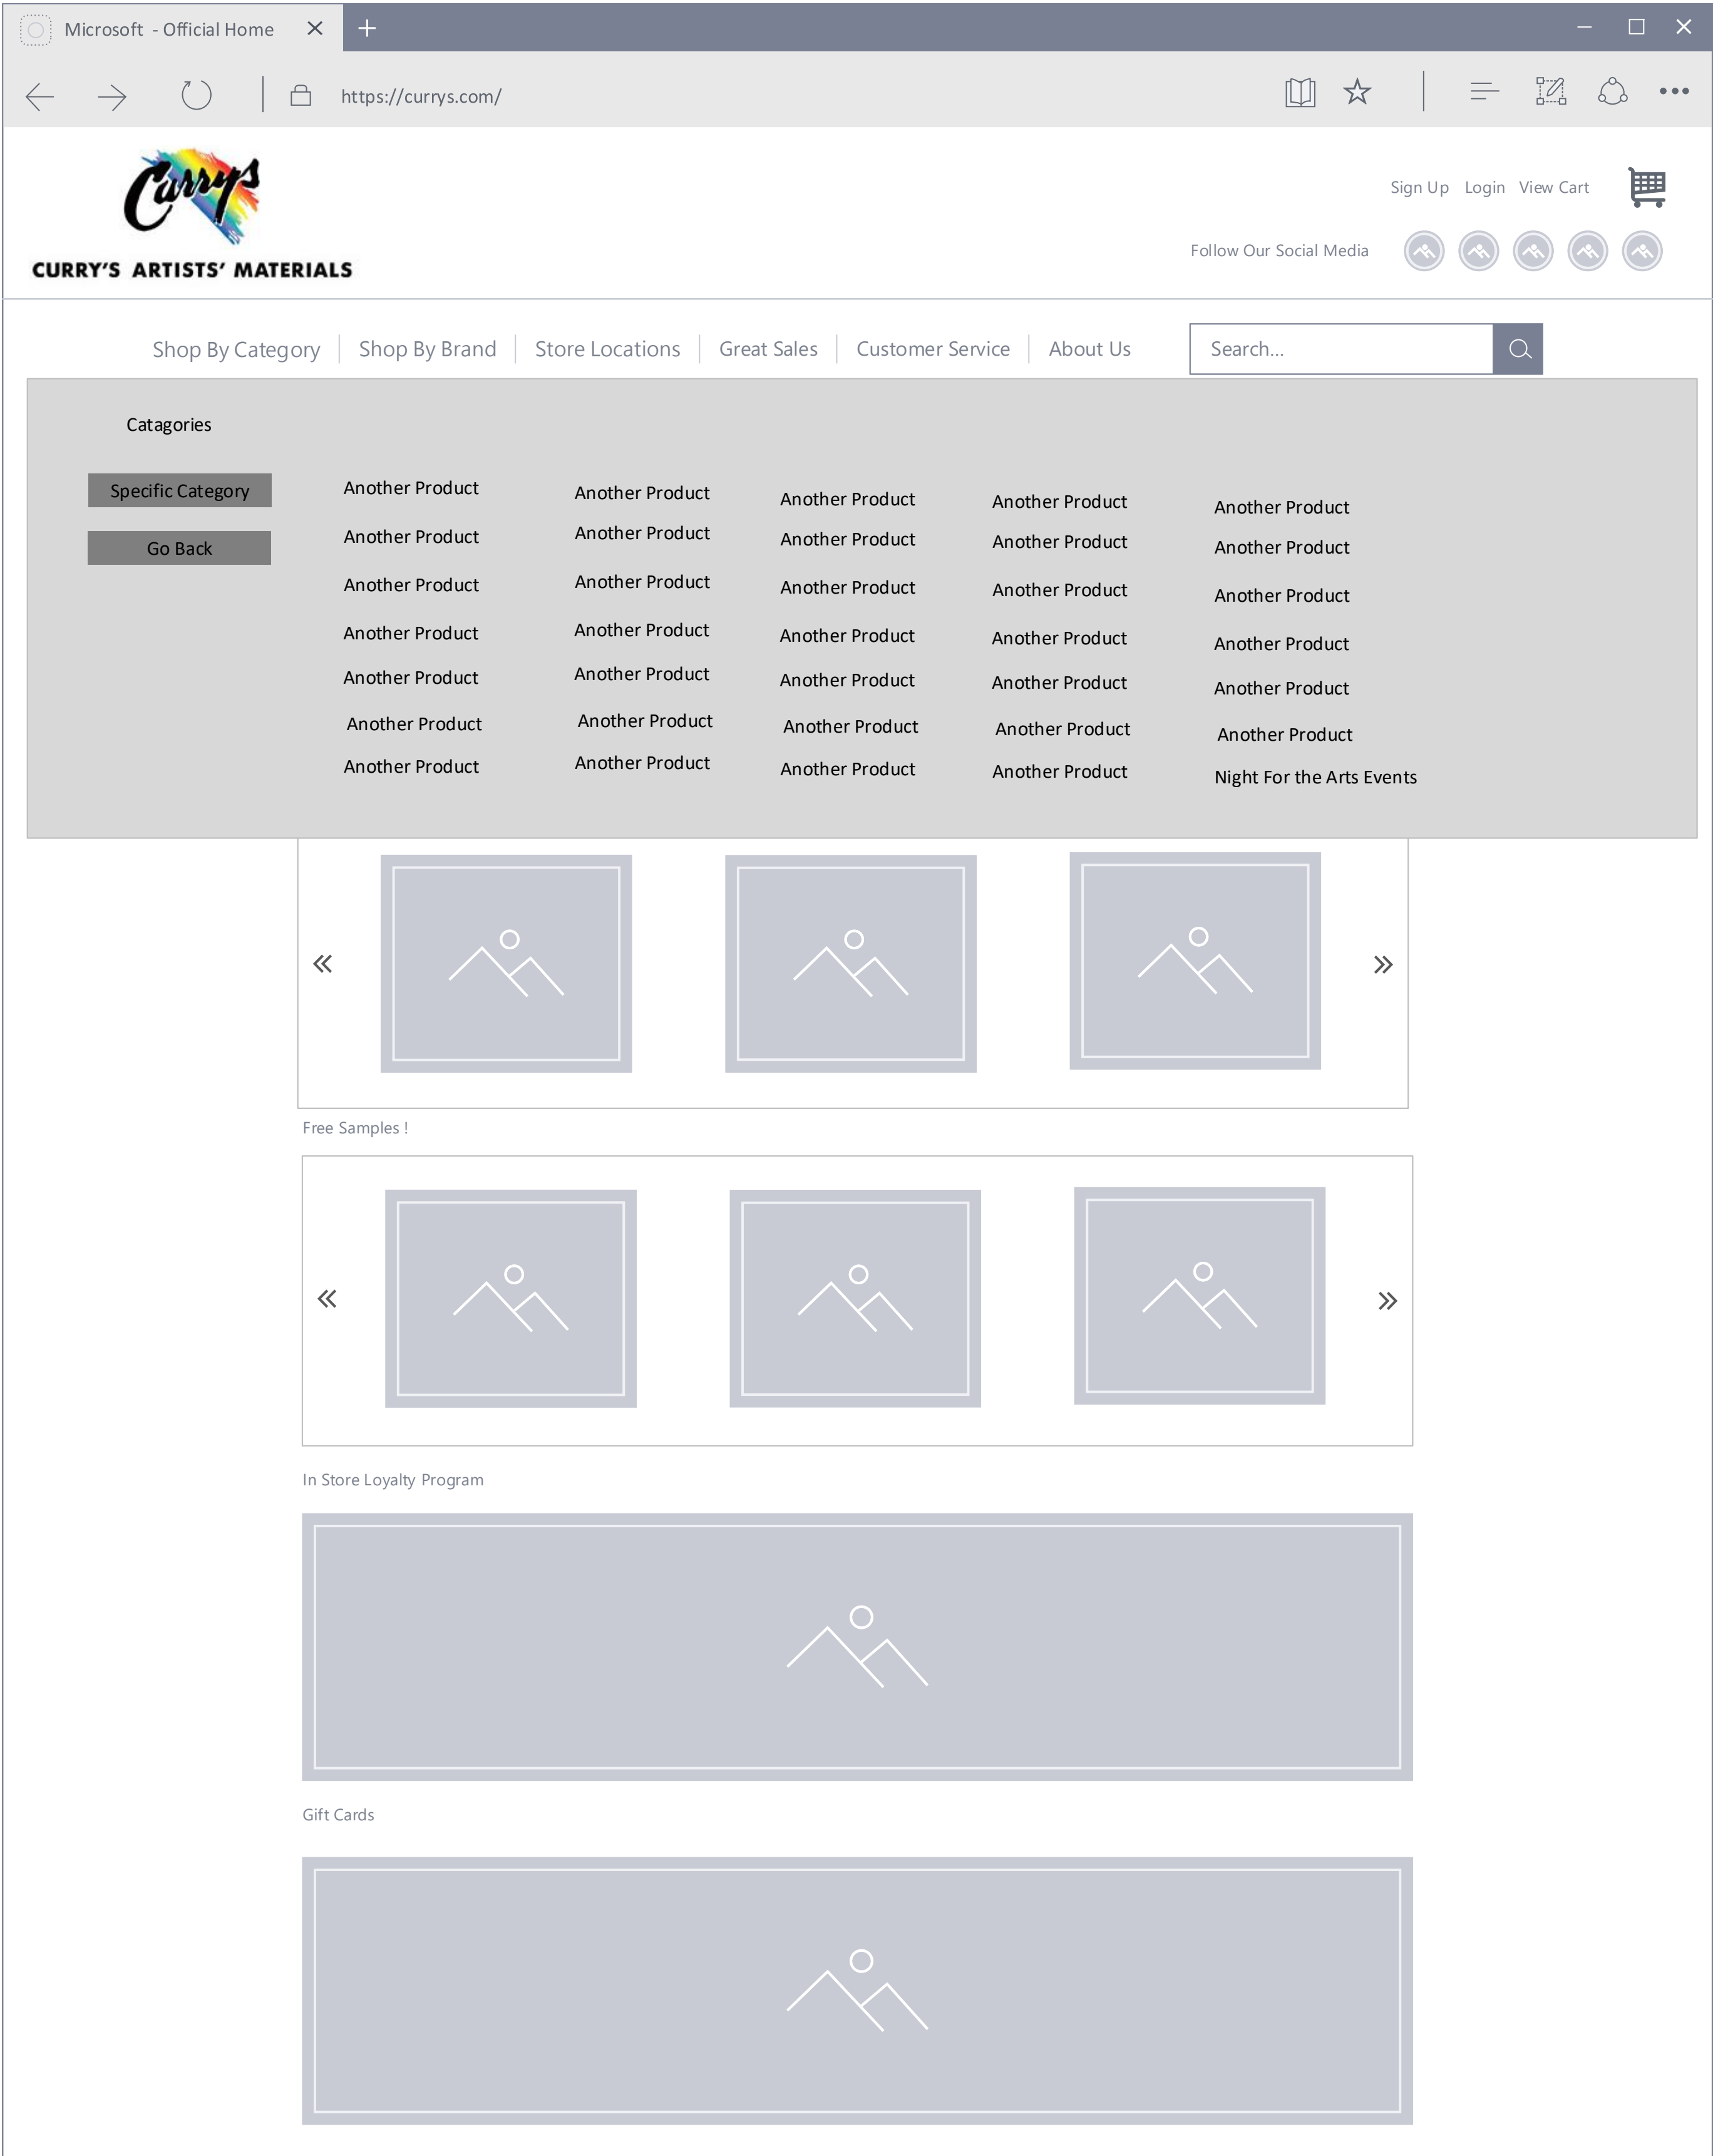 Microsoft - Official Home
https://currys.com/
Currys
CURRY'S ARTISTS' MATERIALS
Sign Up Login View Cart
Follow Our Social Media
Shop By Category Shop By Brand Store Locations Great Sales Customer Service About Us Search...
Catagories
Specific Category
Go Back
Another Product Another Product Another Product Another Product Another Product
Another Product Another Product Another Product Another Product Another Product
Another Product Another Product Another Product Another Product Another Product
Another Product Another Product Another Product Another Product Another Product
Another Product Another Product Another Product Another Product Another Product
Another Product Another Product Another Product Another Product Another Product
Another Product Another Product Another Product Another Product Night For the Arts Events
Free Samples !
In Store Loyalty Program
Gift Cards